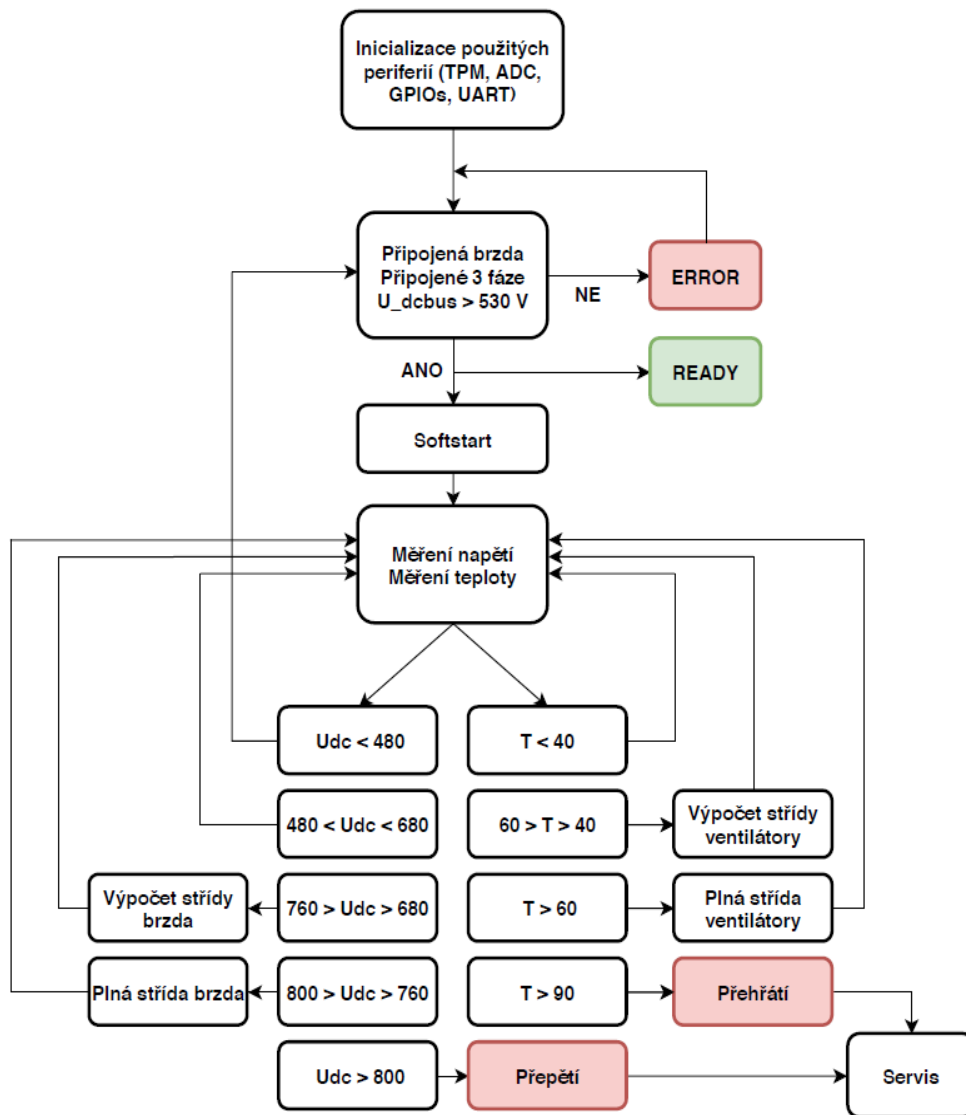 Inicializace použitých
periferií (TPM, ADC,
GPIOs, UART)
Připojená brzda
Připojené 3 fáze
U_dcbus > 530 V
NE
ERROR
ANO
READY
Softstart
Měření napětí
Měření teploty
Udc < 480
T < 40
480 < Udc < 680
60 > T > 40
Výpočet střídy
ventilátory
Výpočet střídy
brzda
760 > Udc > 680
T > 60
Plná střída
ventilátory
Plná střída brzda
800 > Udc > 760
T > 90
Přehřátí
Udc > 800
Přepětí
Servis